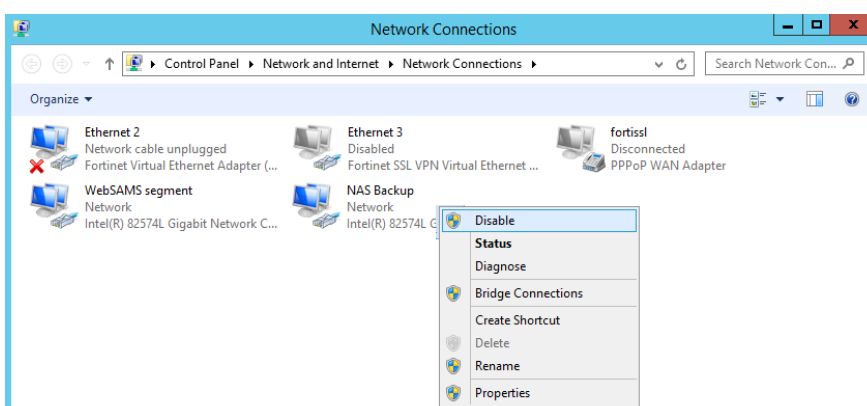 Network Connections
Control Panel ▸ Network and Internet ▸ Network Connections ▸
Search Network Con...
Organize ▾
Ethernet 2
Network cable unplugged
Fortinet Virtual Ethernet Adapter (...
Ethernet 3
Disabled
Fortinet SSL VPN Virtual Ethernet ...
fortissl
Disconnected
PPPoP WAN Adapter
WebSAMS segment
Network
Intel(R) 82574L Gigabit Network C...
NAS Backup
Network
Intel(R) 82574L G
Disable
Status
Diagnose
Bridge Connections
Create Shortcut
Delete
Rename
Properties